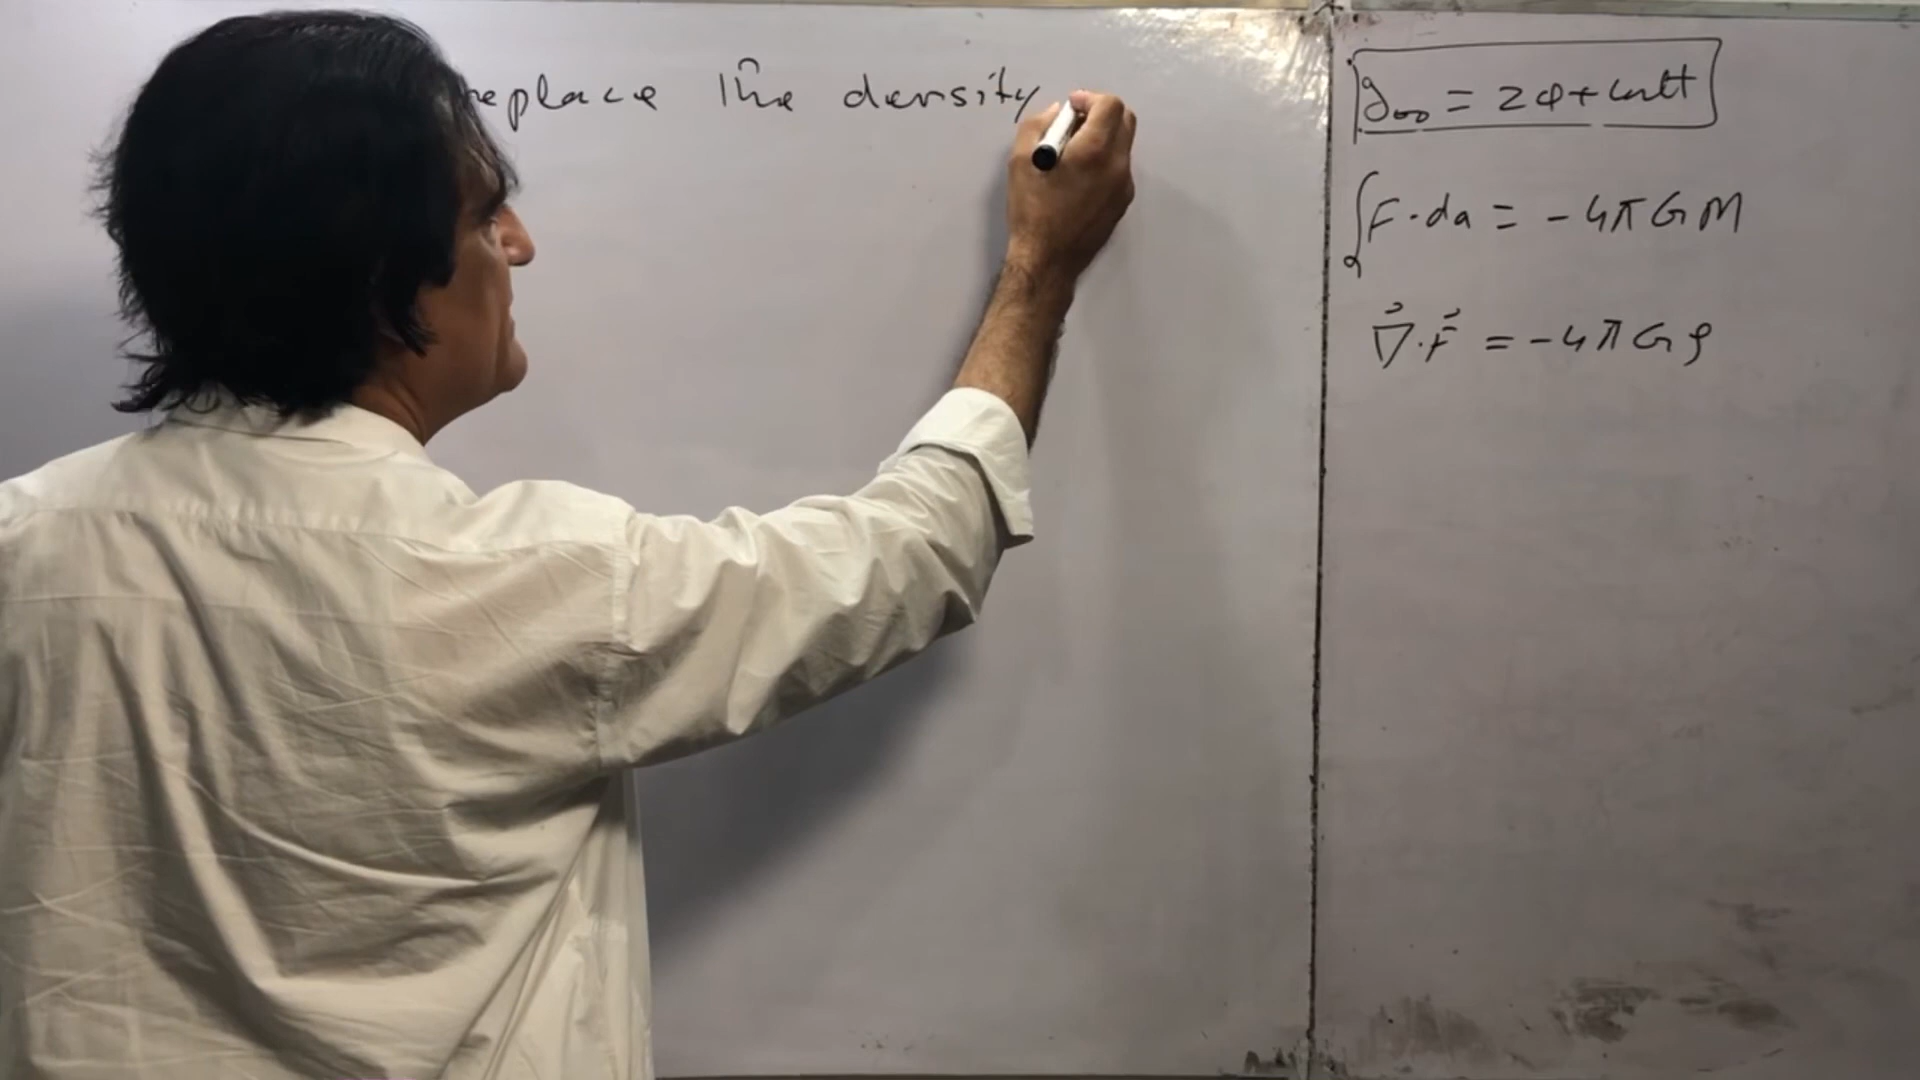 replace the density
g₀₀ = 2φ + const
∫F · da = -4πGM
∇⃗ · F⃗ = -4πGρ